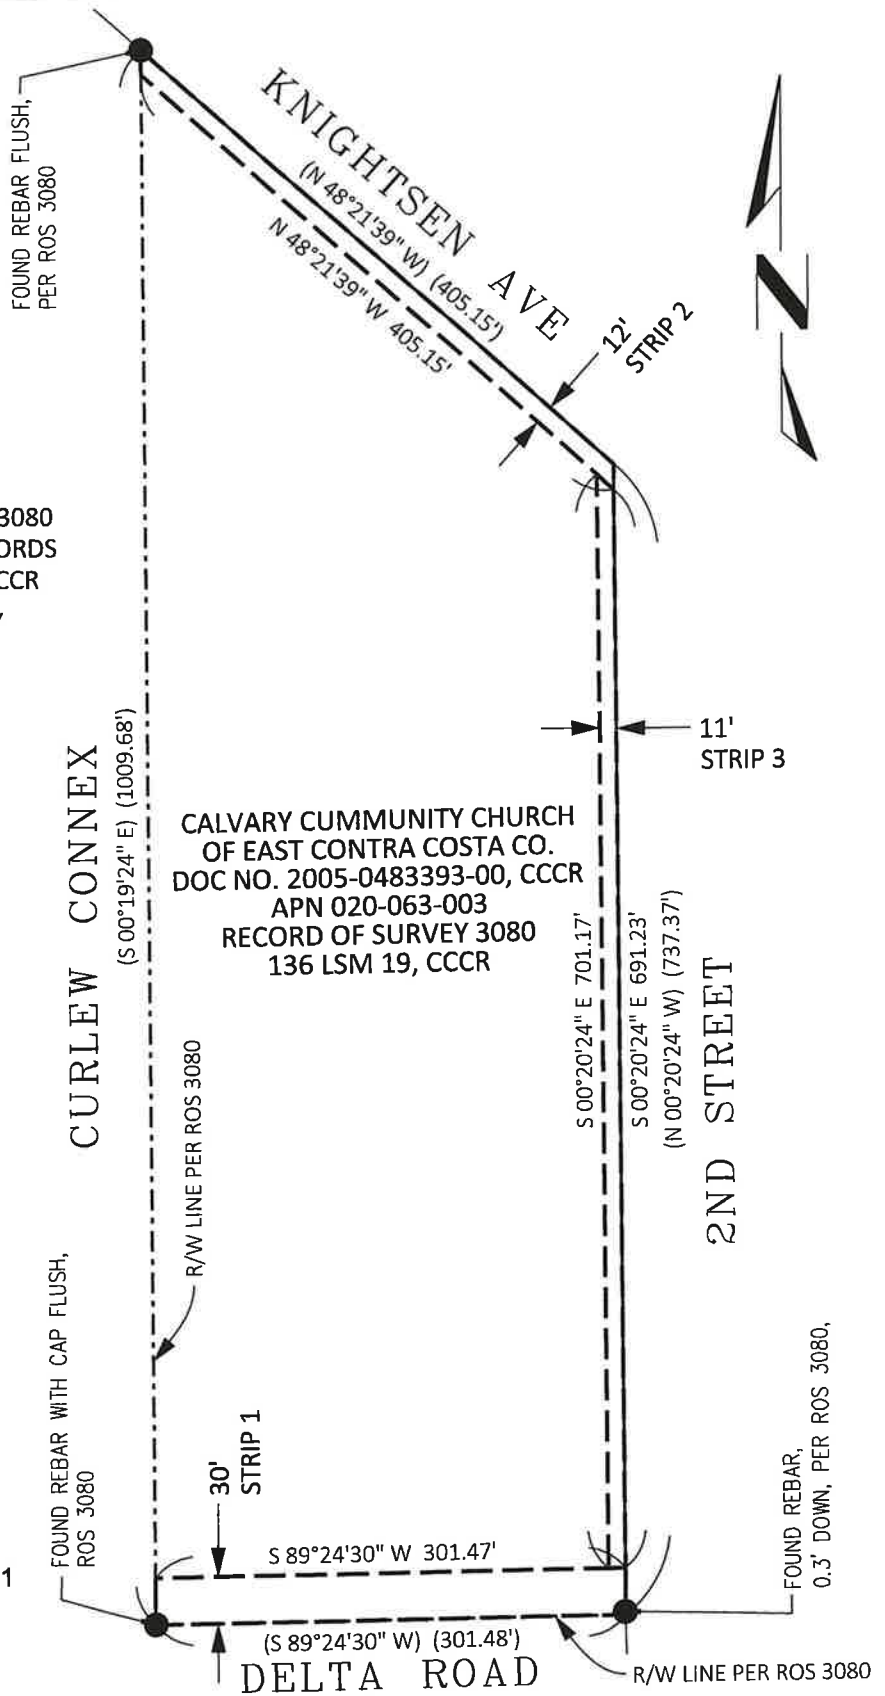 FOUND REBAR FLUSH,
PER ROS 3080
KNIGHTSEN AVE
(N 48°21'39" W) (405.15')
N 48°21'39" W 405.15'
12'
STRIP 2
N
3080
ORDS
CCR
11'
STRIP 3
CURLEW CONNEX
(S 00°19'24" E) (1009.68')
CALVARY CUMMUNITY CHURCH
OF EAST CONTRA COSTA CO.
DOC NO. 2005-0483393-00, CCCR
APN 020-063-003
RECORD OF SURVEY 3080
136 LSM 19, CCCR
S 00°20'24" E 701.17'
S 00°20'24" E 691.23'
(N 00°20'24" W) (737.37')
2ND STREET
R/W LINE PER ROS 3080
FOUND REBAR WITH CAP FLUSH,
ROS 3080
30'
STRIP 1
S 89°24'30" W 301.47'
1
FOUND REBAR,
0.3' DOWN, PER ROS 3080,
(S 89°24'30" W) (301.48')
DELTA ROAD
R/W LINE PER ROS 3080